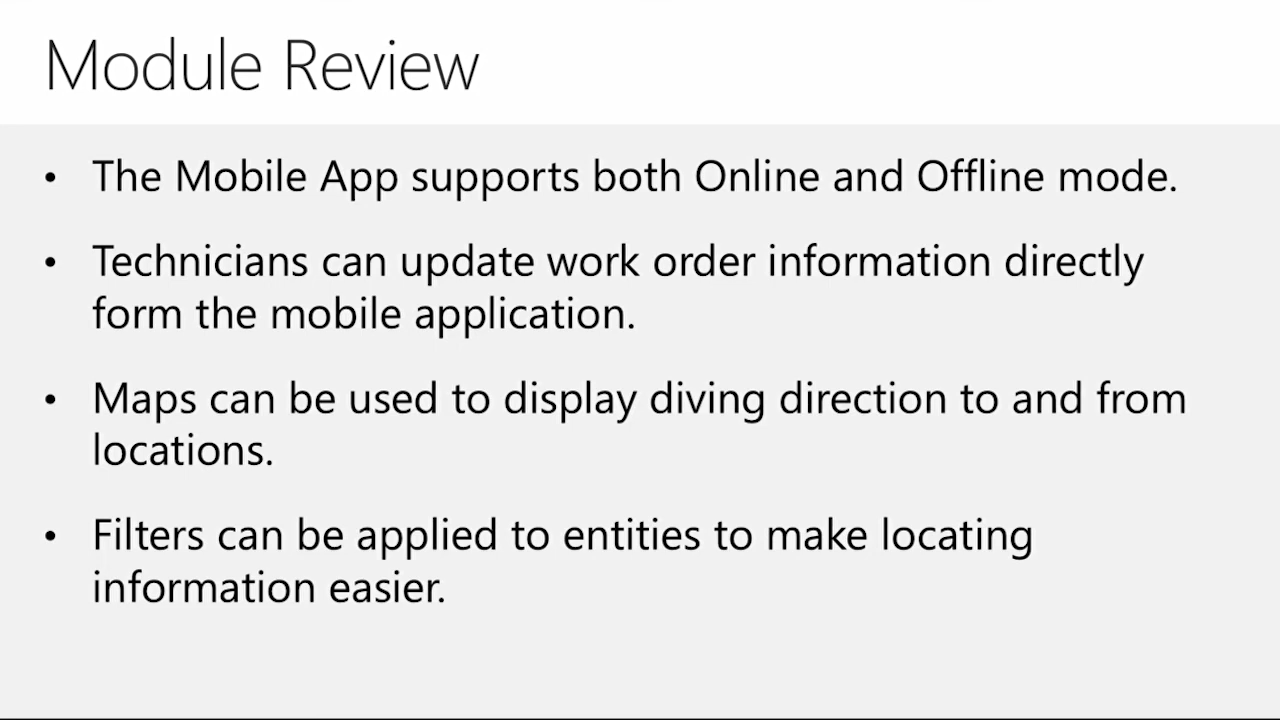 Module Review
• The Mobile App supports both Online and Offline mode.
• Technicians can update work order information directly
form the mobile application.
• Maps can be used to display diving direction to and from
locations.
• Filters can be applied to entities to make locating
information easier.